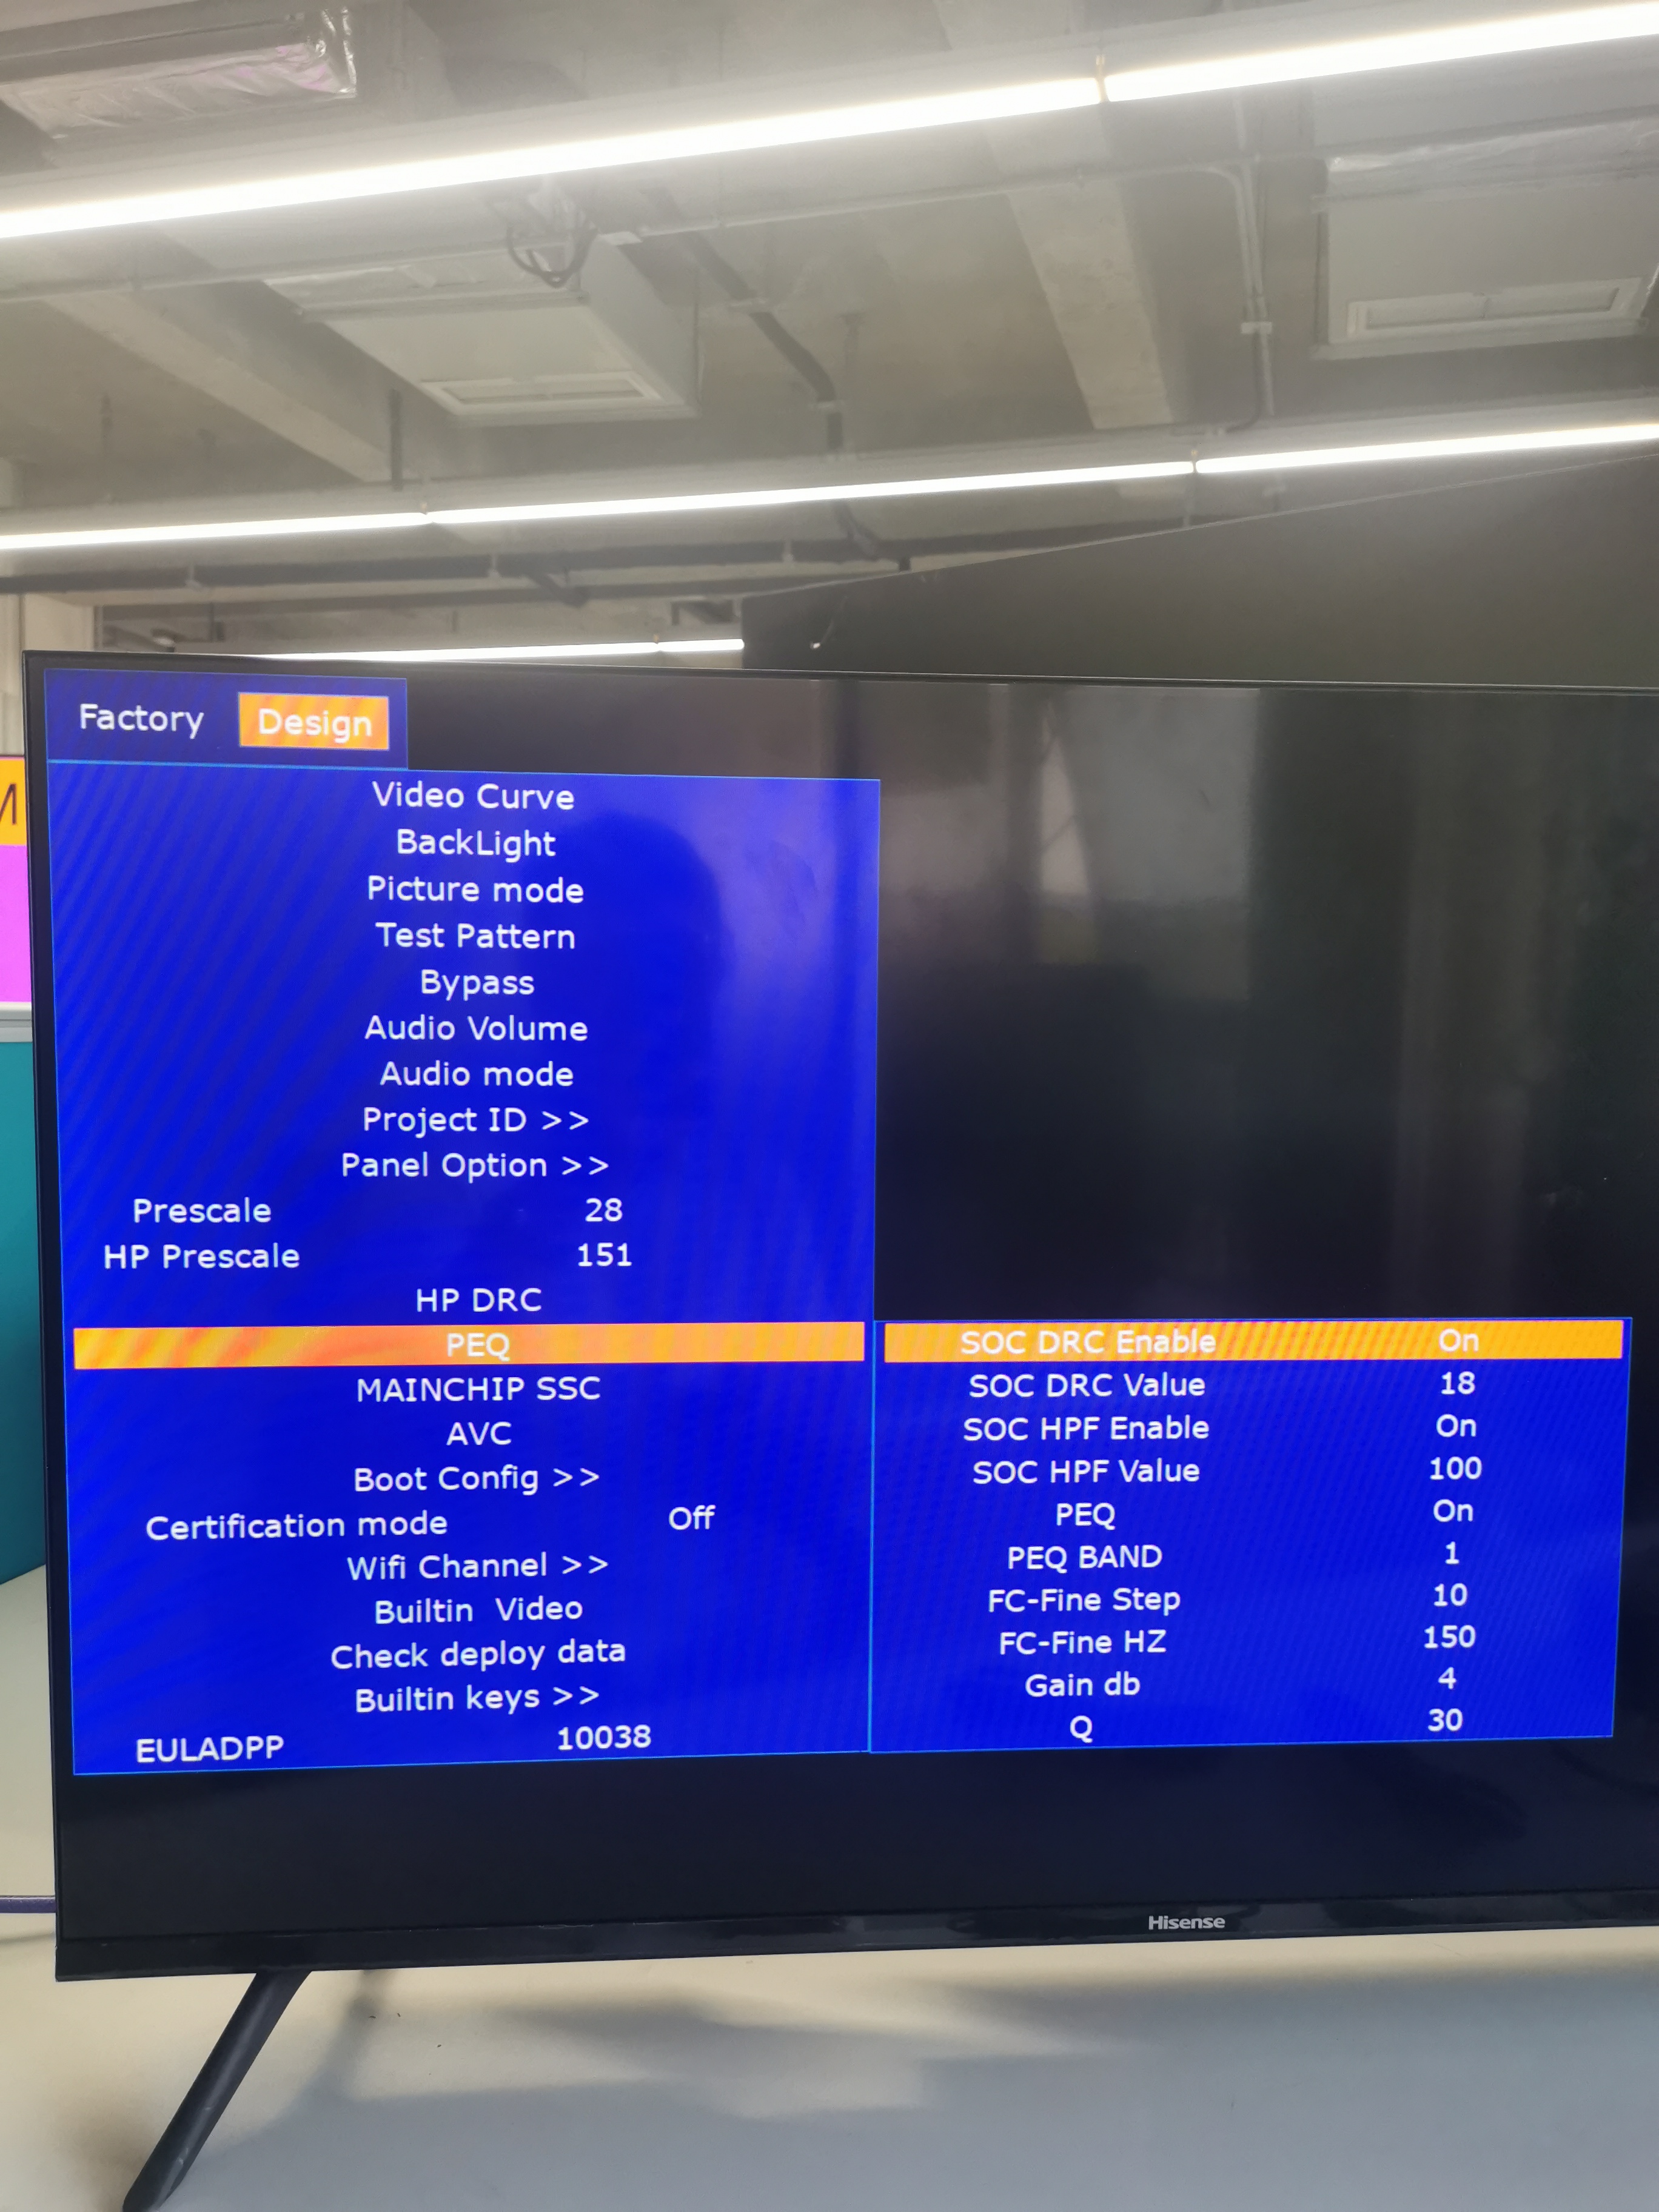 Factory Design
Video Curve
BackLight
Picture mode
Test Pattern
Bypass
Audio Volume
Audio mode
Project ID >>
Panel Option >>
Prescale 28
HP Prescale 151
HP DRC
PEQ
MAINCHIP SSC
AVC
Boot Config >>
Certification mode Off
Wifi Channel >>
Builtin  Video
Check deploy data
Builtin keys >>
EULADPP 10038
SOC DRC Enable On
SOC DRC Value 18
SOC HPF Enable On
SOC HPF Value 100
PEQ On
PEQ BAND 1
FC-Fine Step 10
FC-Fine HZ 150
Gain db 4
Q 30
Hisense